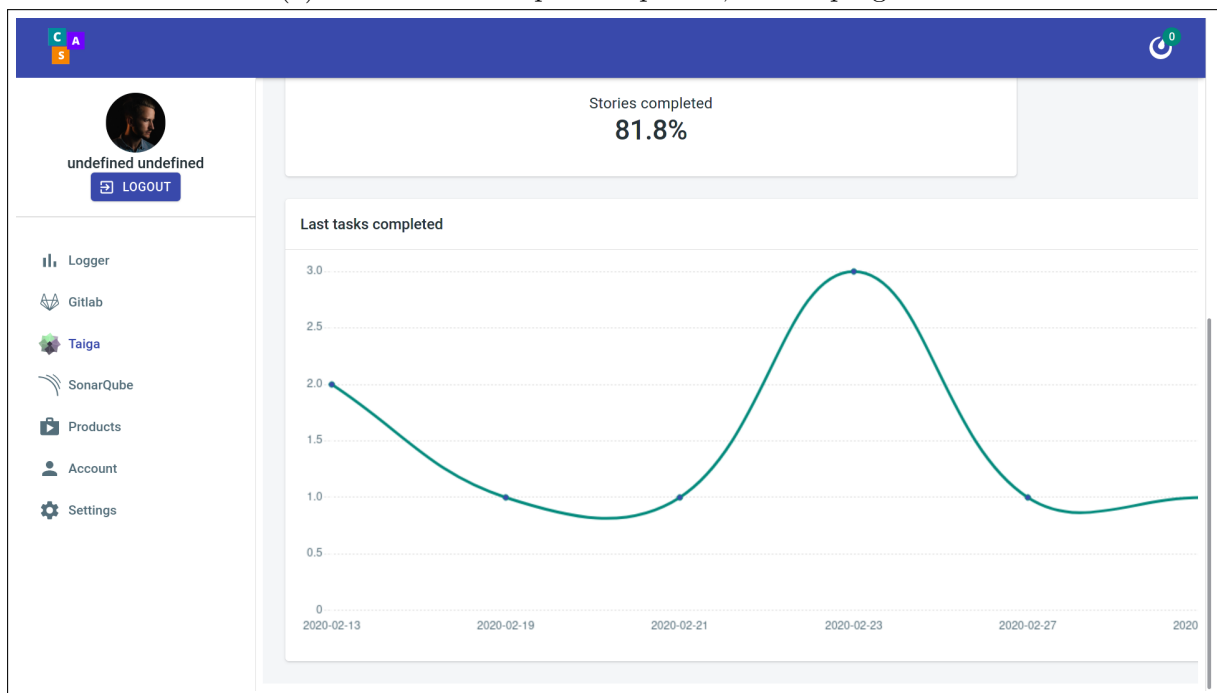 C A
S
0
undefined undefined
LOGOUT
Logger
Gitlab
Taiga
SonarQube
Products
Account
Settings
Stories completed
81.8%
Last tasks completed
3.0
2.5
2.0
1.5
1.0
0.5
0
2020-02-13 2020-02-19 2020-02-21 2020-02-23 2020-02-27 2020